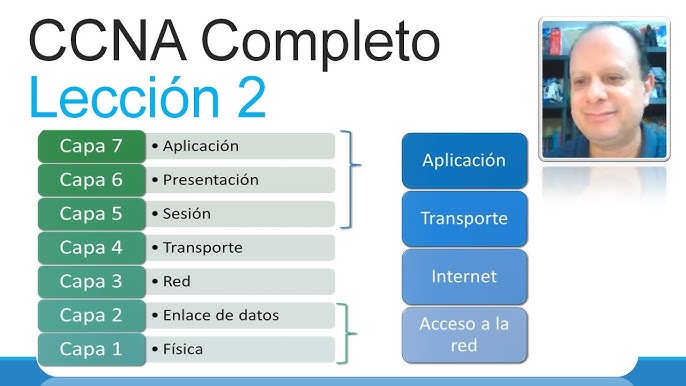 CCNA Completo
Lección 2
Capa 7 • Aplicación
Capa 6 • Presentación
Capa 5 • Sesión
Capa 4 • Transporte
Capa 3 • Red
Capa 2 • Enlace de datos
Capa 1 • Física
Aplicación
Transporte
Internet
Acceso a la
red